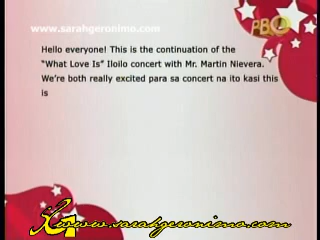 www.sarahgeronimo.com
PBO
Hello everyone! This is the continuation of the
"What Love Is" Iloilo concert with Mr. Martin Nievera.
We're both really excited para sa concert na ito kasi this
is
www.sarahgeronimo.com